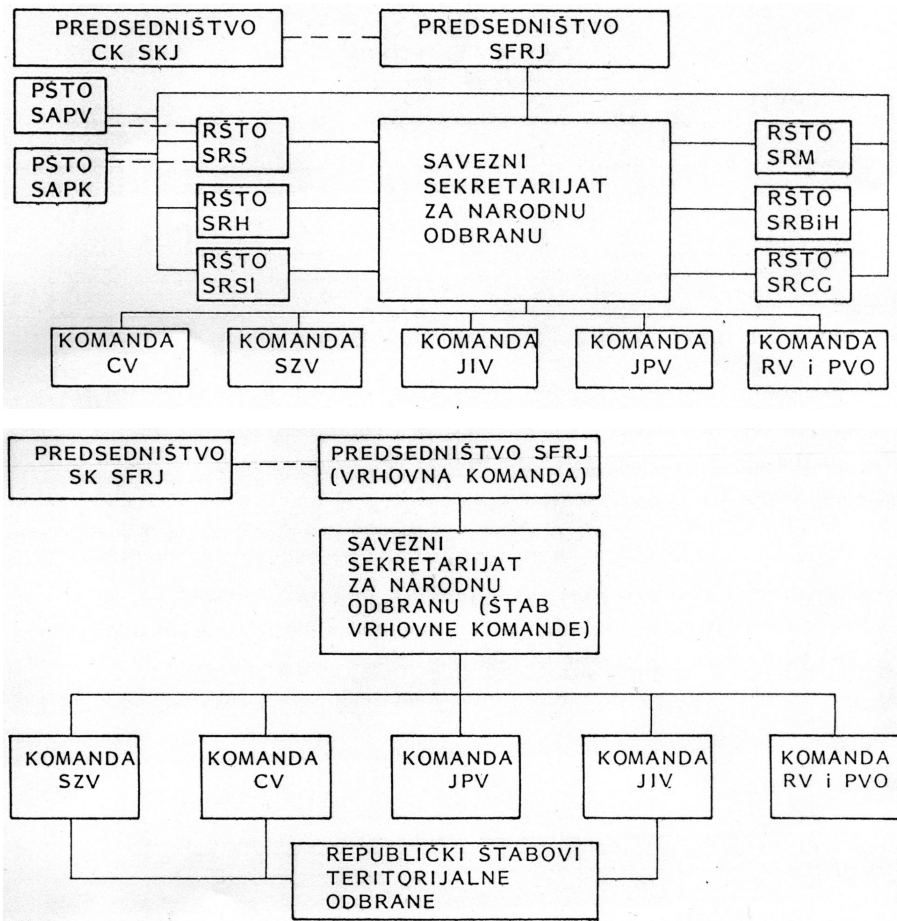 PREDSEDNIŠTVO
CK SKJ
PREDSEDNIŠTVO
SFRJ
PŠTO
SAPV
PŠTO
SAPK
RŠTO
SRS
RŠTO
SRH
RŠTO
SRSl
SAVEZNI
SEKRETARIJAT
ZA NARODNU
ODBRANU
RŠTO
SRM
RŠTO
SRBiH
RŠTO
SRCG
KOMANDA
CV
KOMANDA
SZV
KOMANDA
JIV
KOMANDA
JPV
KOMANDA
RV i PVO
PREDSEDNIŠTVO
SK SFRJ
PREDSEDNIŠTVO SFRJ
(VRHOVNA KOMANDA)
SAVEZNI
SEKRETARIJAT
ZA NARODNU
ODBRANU (ŠTAB
VRHOVNE KOMANDE)
KOMANDA
SZV
KOMANDA
CV
KOMANDA
JPV
KOMANDA
JIV
KOMANDA
RV i PVO
REPUBLIČKI ŠTABOVI
TERITORIJALNE
ODBRANE